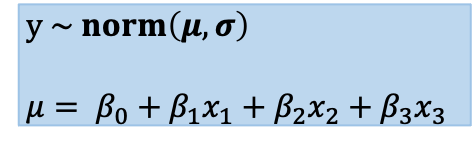 y ~ norm(μ, σ)
μ = β₀ + β₁x₁ + β₂x₂ + β₃x₃